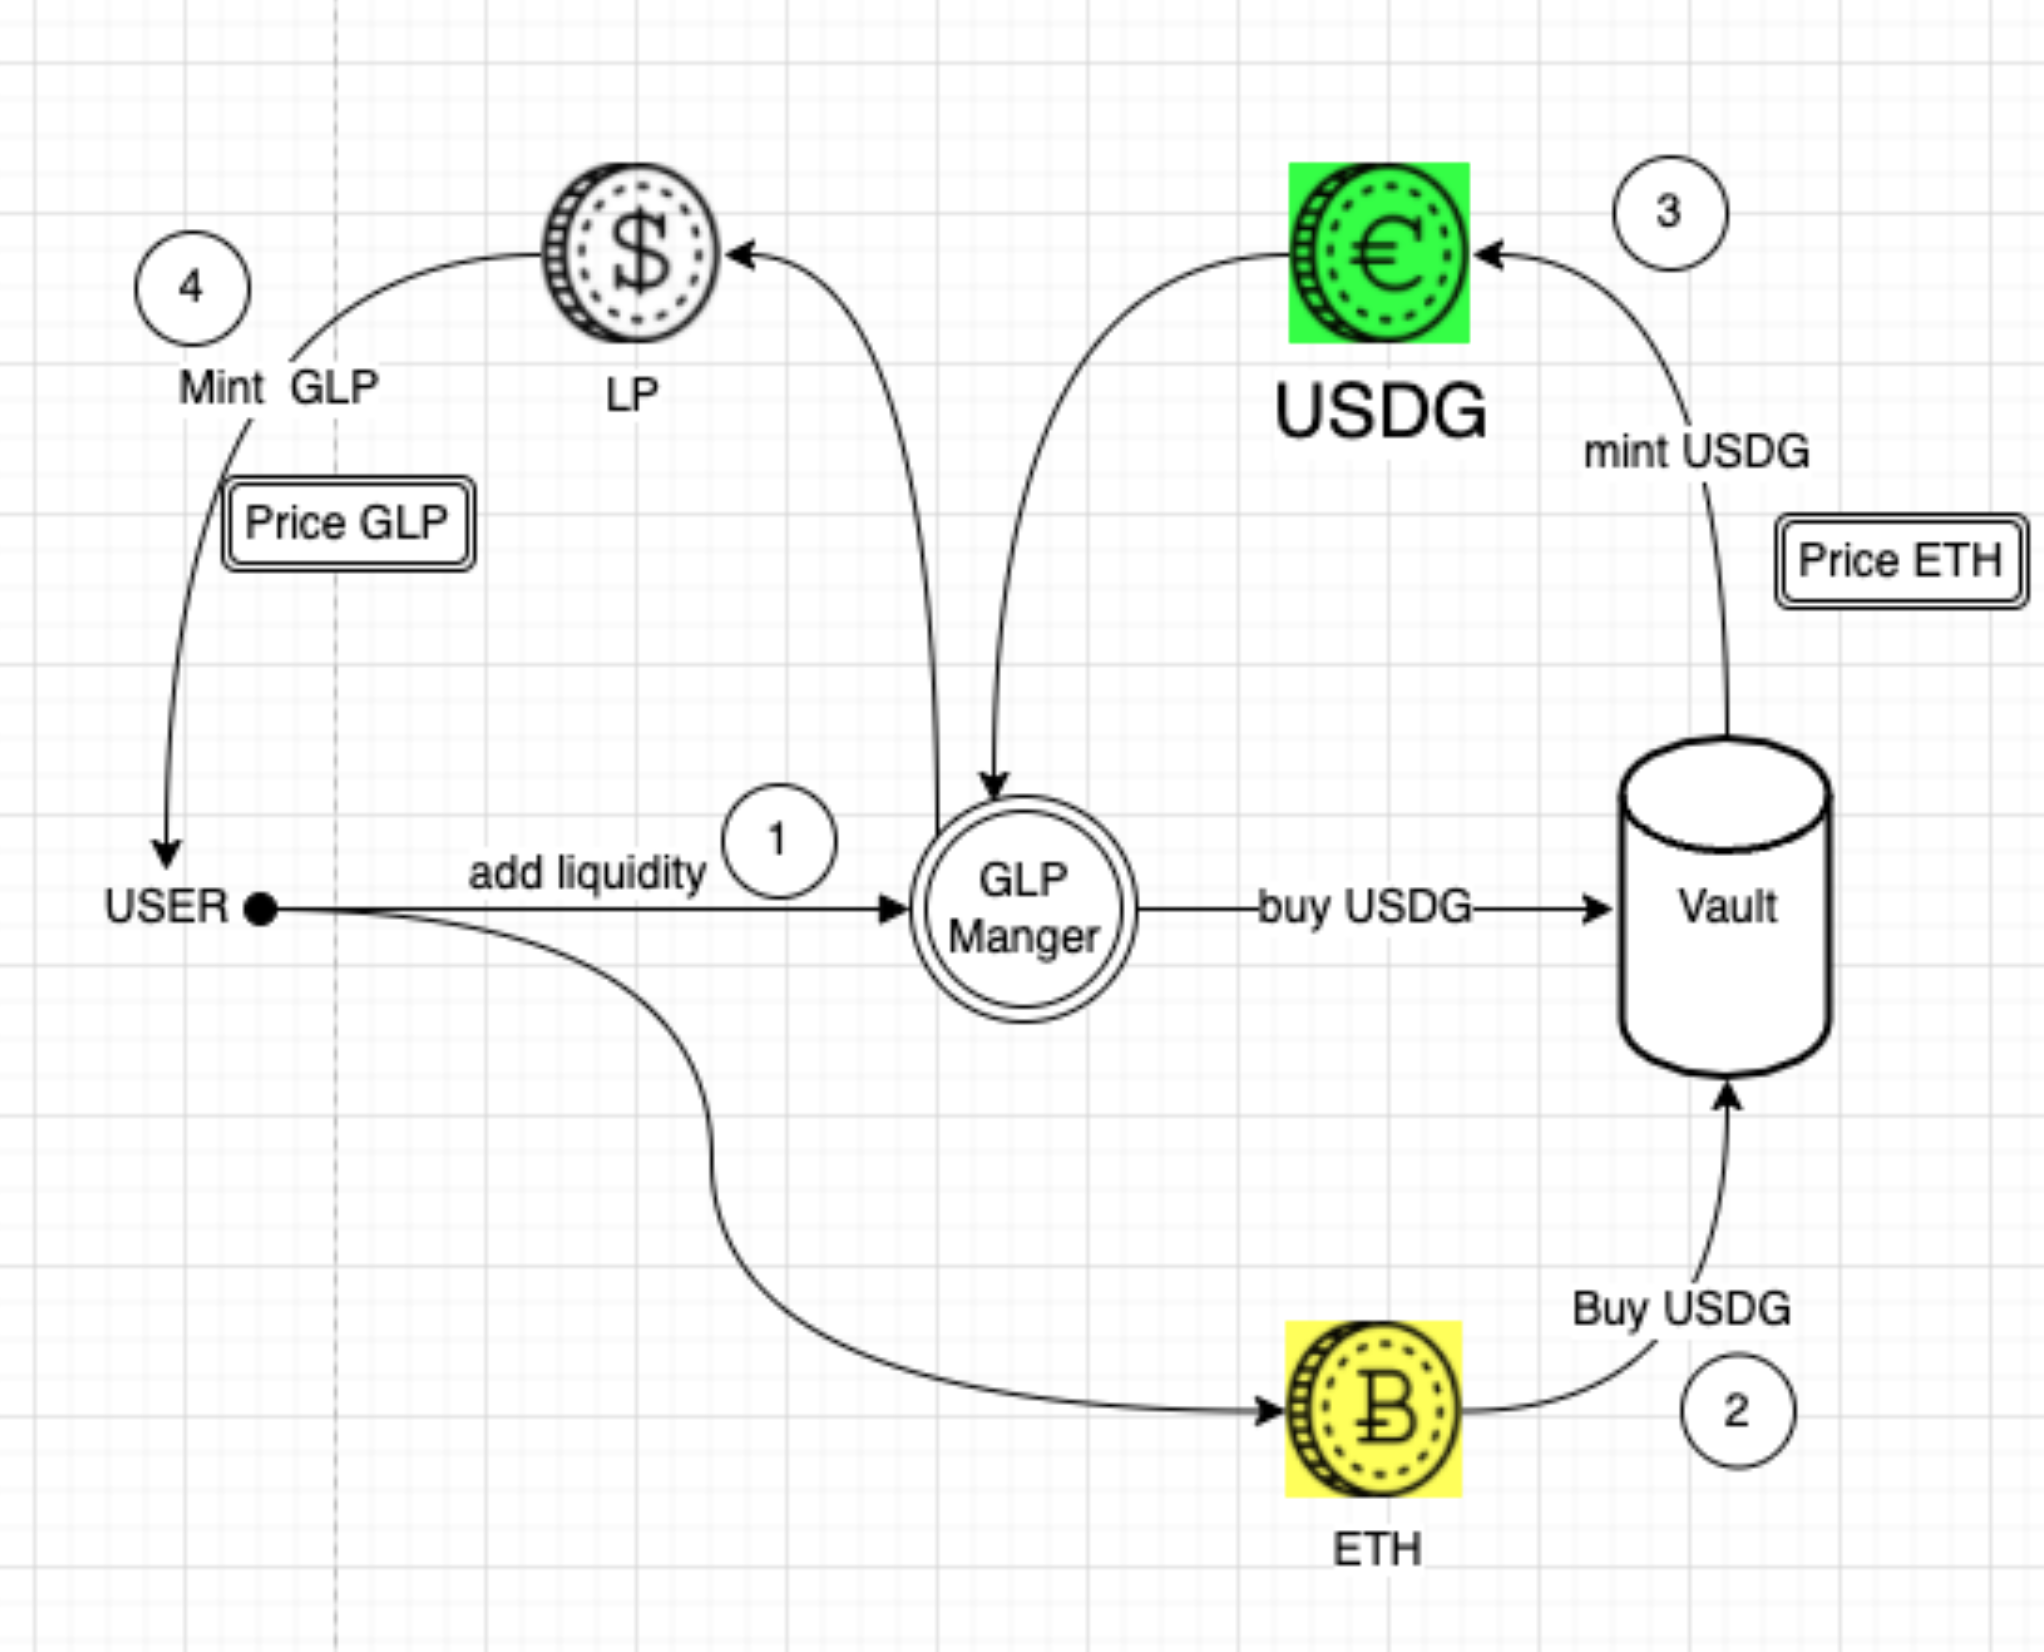 3
4
Mint GLP
LP
USDG
mint USDG
Price GLP
Price ETH
1
add liquidity
USER
GLP
Manger
buy USDG
Vault
Buy USDG
2
ETH